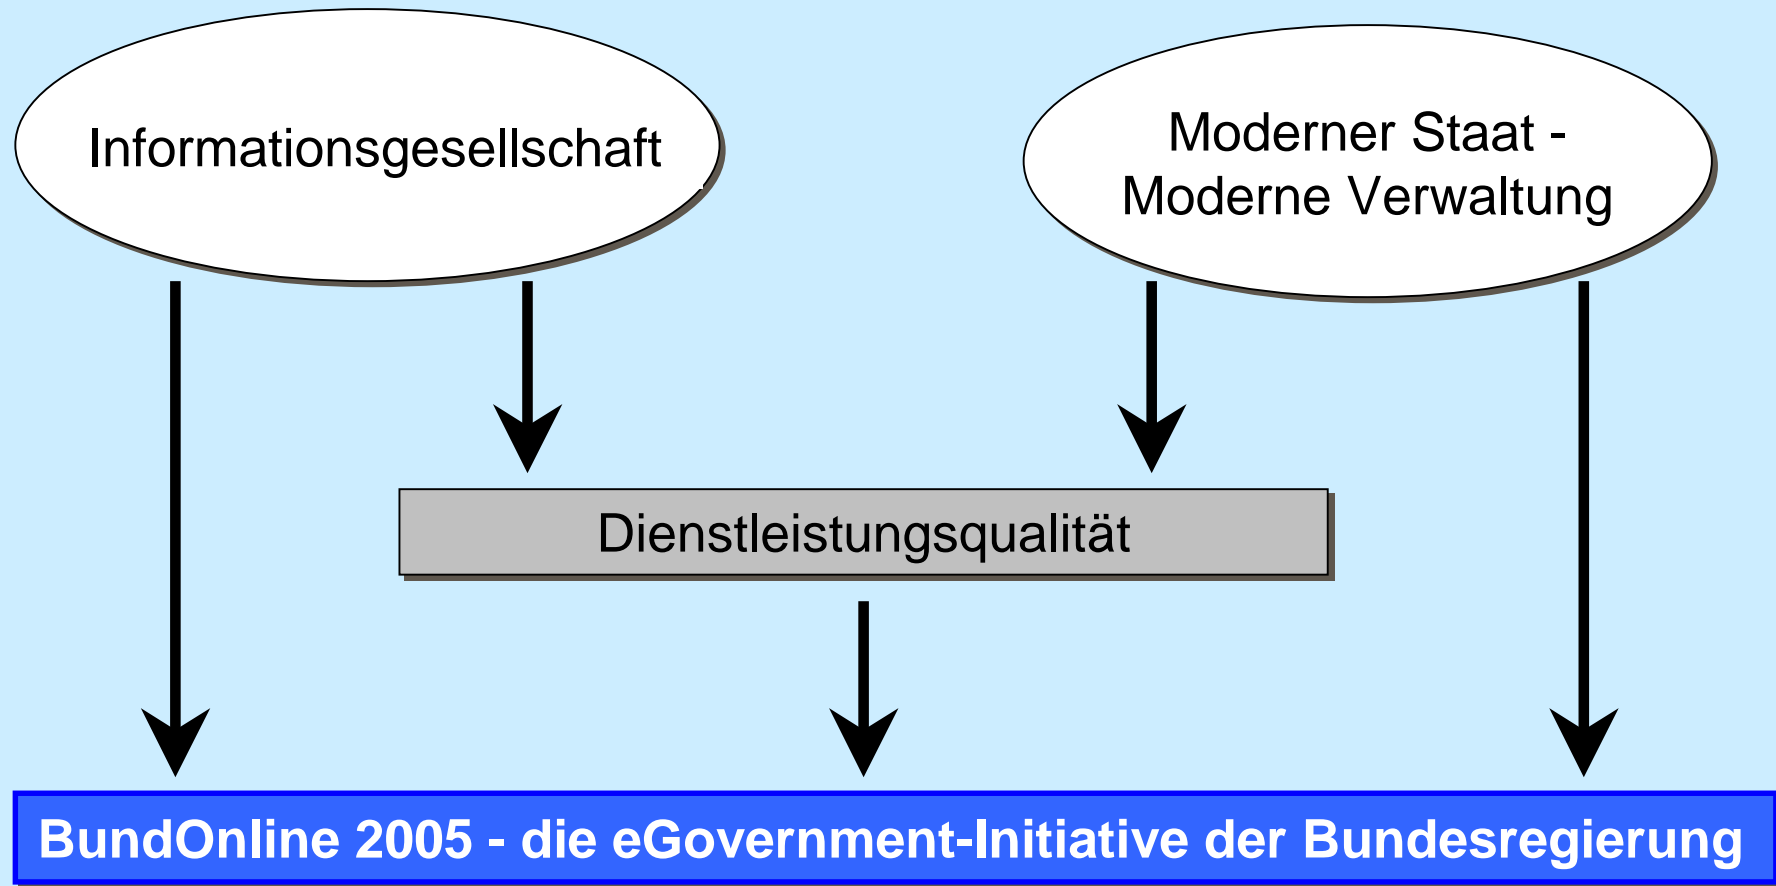 Informationsgesellschaft
Moderner Staat -
Moderne Verwaltung
Dienstleistungsqualität
BundOnline 2005 - die eGovernment-Initiative der Bundesregierung